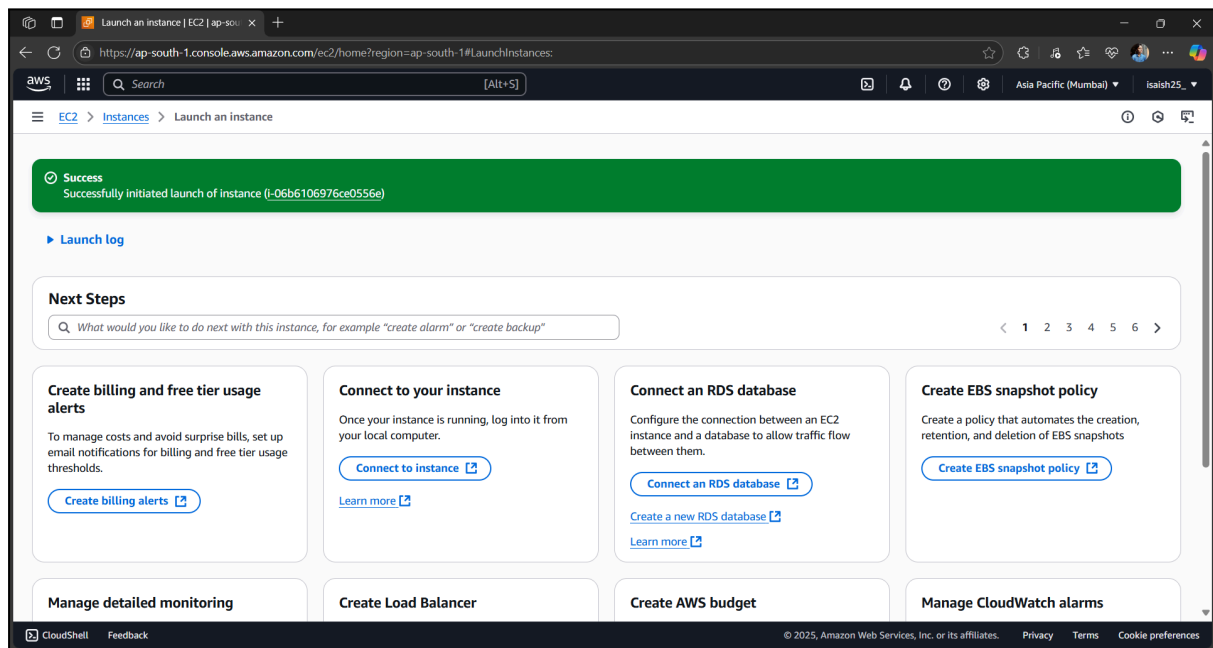 Launch an instance | EC2 | ap-sou
https://ap-south-1.console.aws.amazon.com/ec2/home?region=ap-south-1#LaunchInstances:
aws
Search
[Alt+S]
Asia Pacific (Mumbai)
isaish25_
EC2 > Instances > Launch an instance
Success
Successfully initiated launch of instance (i-06b6106976ce0556e)
Launch log
Next Steps
What would you like to do next with this instance, for example "create alarm" or "create backup"
1 2 3 4 5 6
Create billing and free tier usage
alerts
To manage costs and avoid surprise bills, set up
email notifications for billing and free tier usage
thresholds.
Create billing alerts
Connect to your instance
Once your instance is running, log into it from
your local computer.
Connect to instance
Learn more
Connect an RDS database
Configure the connection between an EC2
instance and a database to allow traffic flow
between them.
Connect an RDS database
Create a new RDS database
Learn more
Create EBS snapshot policy
Create a policy that automates the creation,
retention, and deletion of EBS snapshots
Create EBS snapshot policy
Manage detailed monitoring
Create Load Balancer
Create AWS budget
Manage CloudWatch alarms
CloudShell
Feedback
© 2025, Amazon Web Services, Inc. or its affiliates.
Privacy
Terms
Cookie preferences